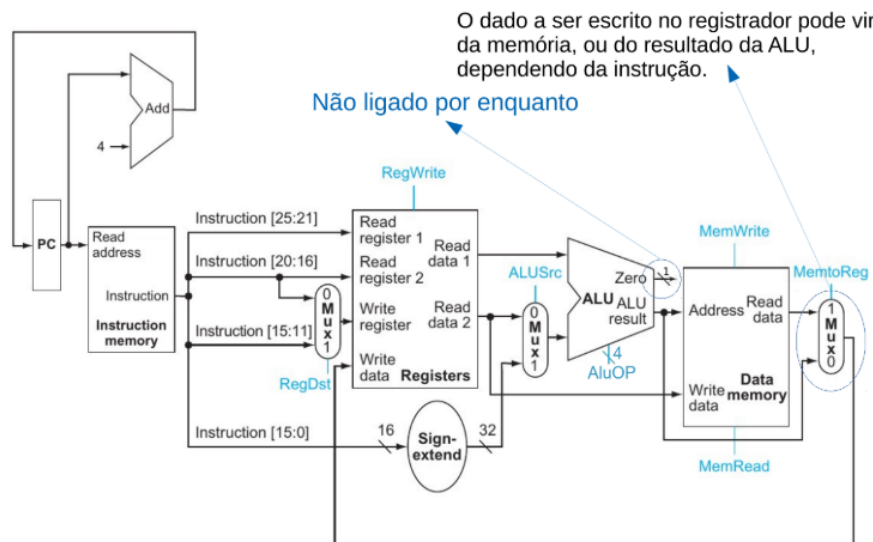 O dado a ser escrito no registrador pode vir
da memória, ou do resultado da ALU,
dependendo da instrução.
Não ligado por enquanto
Add
4
RegWrite
Instruction [25:21]
Read
register 1
Read
data 1
PC
Read
address
Instruction [20:16]
Read
register 2
Instruction
Instruction
memory
0
M
u
x
1
Write
register
Read
data 2
Instruction [15:11]
RegDst
Write
data
Registers
ALUSrc
0
M
u
x
1
Zero
1
ALU
ALU
result
4
AluOP
MemWrite
MemtoReg
Address
Read
data
1
M
u
x
0
Write
data
Data
memory
MemRead
Instruction [15:0]
16
Sign-
extend
32